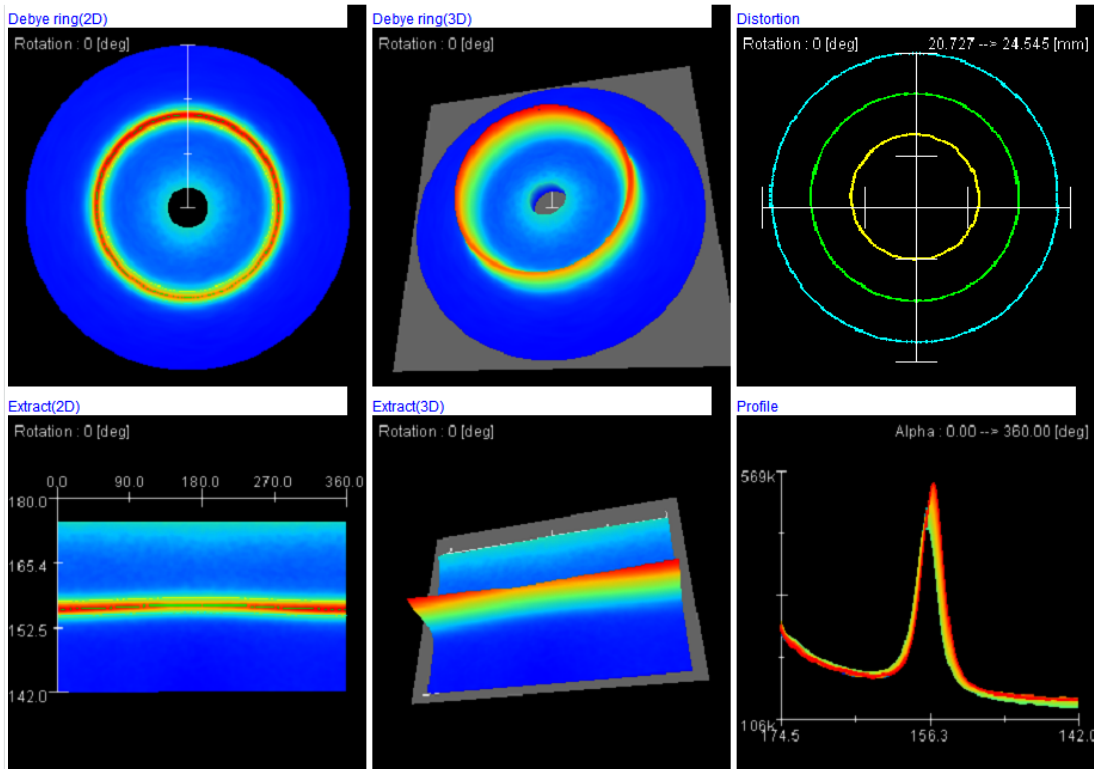 Debye ring(2D)
Rotation : 0 [deg]
Debye ring(3D)
Rotation : 0 [deg]
Distortion
Rotation : 0 [deg]
20.727 --> 24.545 [mm]
Extract(2D)
Rotation : 0 [deg]
0.0 90.0 180.0 270.0 360.0
180.0
165.4
152.5
142.0
Extract(3D)
Rotation : 0 [deg]
Profile
Alpha : 0.00 --> 360.00 [deg]
569K
106K
174.5 156.3 142.0